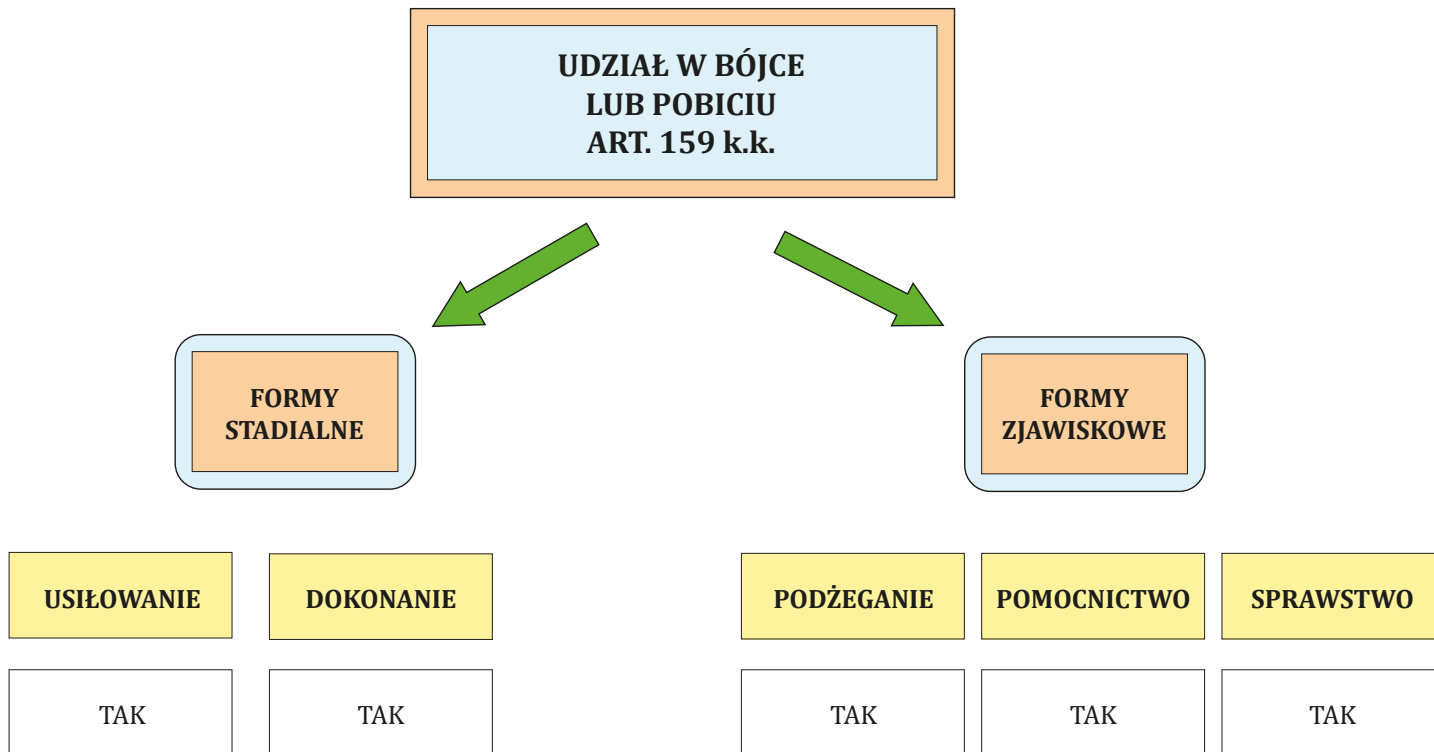 UDZIAŁ W BÓJCE
LUB POBICIU
ART. 159 k.k.
FORMY
STADIALNE
FORMY
ZJAWISKOWE
USIŁOWANIE
DOKONANIE
PODŻEGANIE
POMOCNICTWO
SPRAWSTWO
TAK
TAK
TAK
TAK
TAK